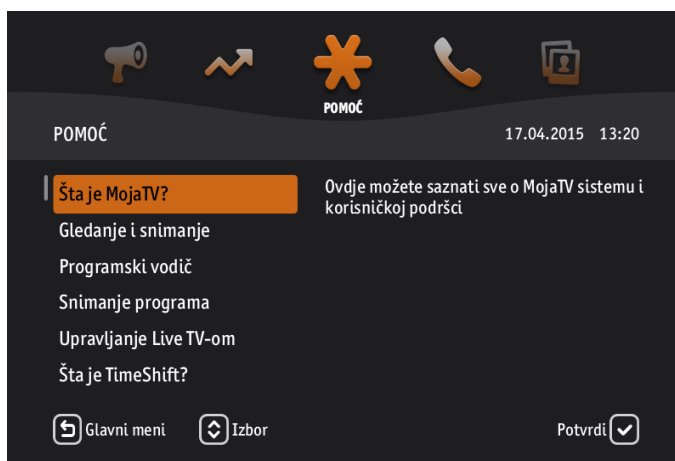 POMOĆ
POMOĆ
17.04.2015 13:20
Šta je MojaTV?
Gledanje i snimanje
Programski vodič
Snimanje programa
Upravljanje Live TV-om
Šta je TimeShift?
Ovdje možete saznati sve o MojaTV sistemu i
korisničkoj podršci
Glavni meni
Izbor
Potvrdi